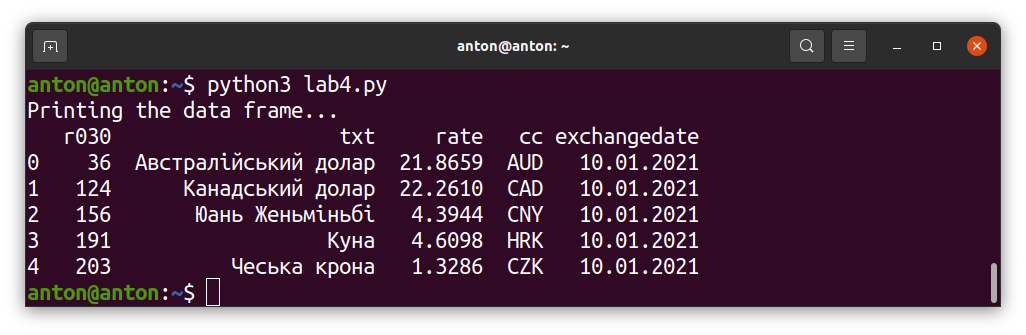 anton@anton: ~
anton@anton:~$ python3 lab4.py
Printing the data frame...
r030 txt rate cc exchangedate
0 36 Австралійський долар 21.8659 AUD 10.01.2021
1 124 Канадський долар 22.2610 CAD 10.01.2021
2 156 Юань Женьміньбі 4.3944 CNY 10.01.2021
3 191 Куна 4.6098 HRK 10.01.2021
4 203 Чеська крона 1.3286 CZK 10.01.2021
anton@anton:~$